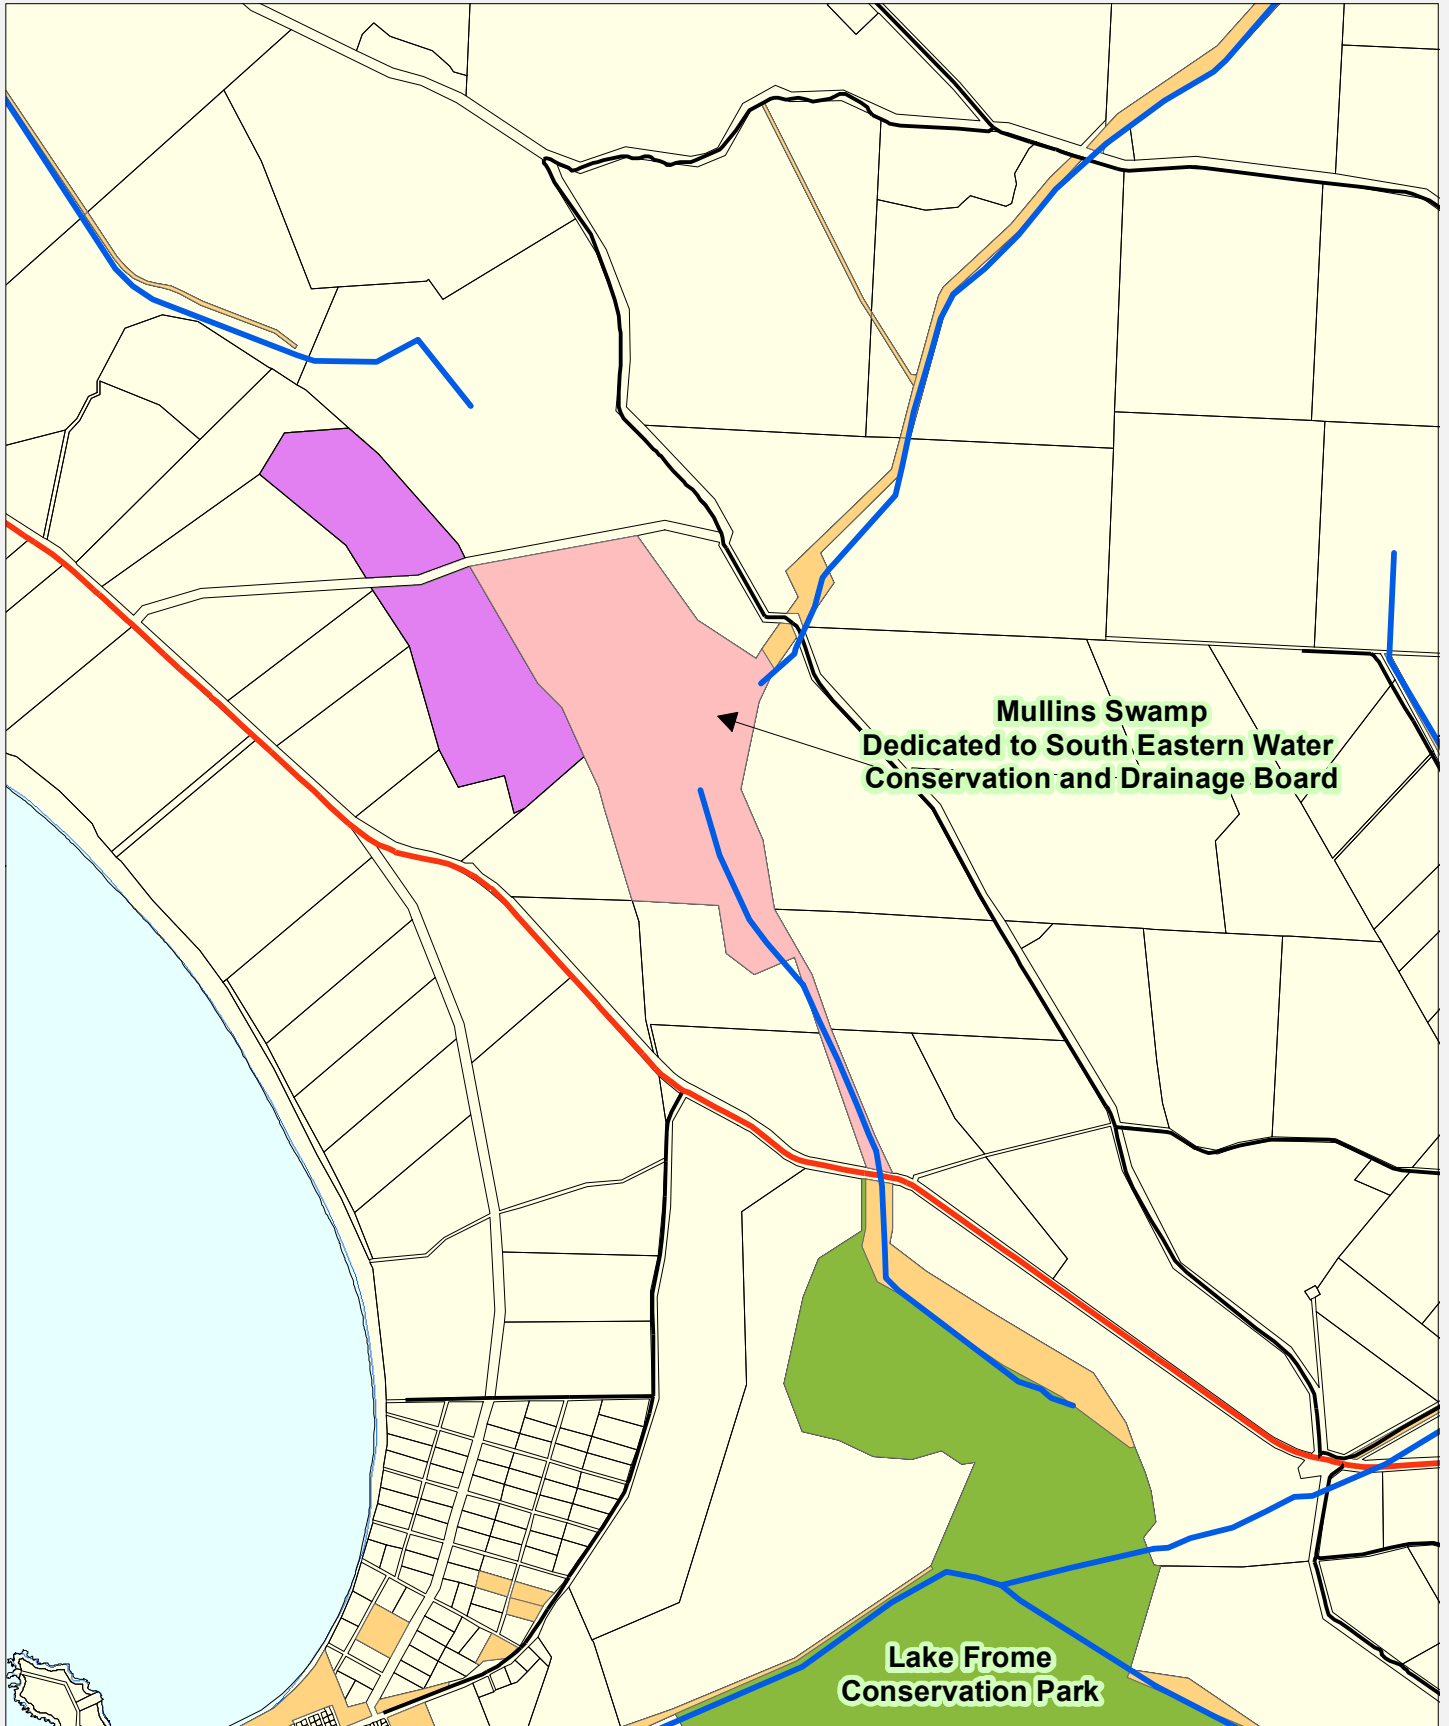 Mullins Swamp
Dedicated to South Eastern Water
Conservation and Drainage Board
Lake Frome
Conservation Park